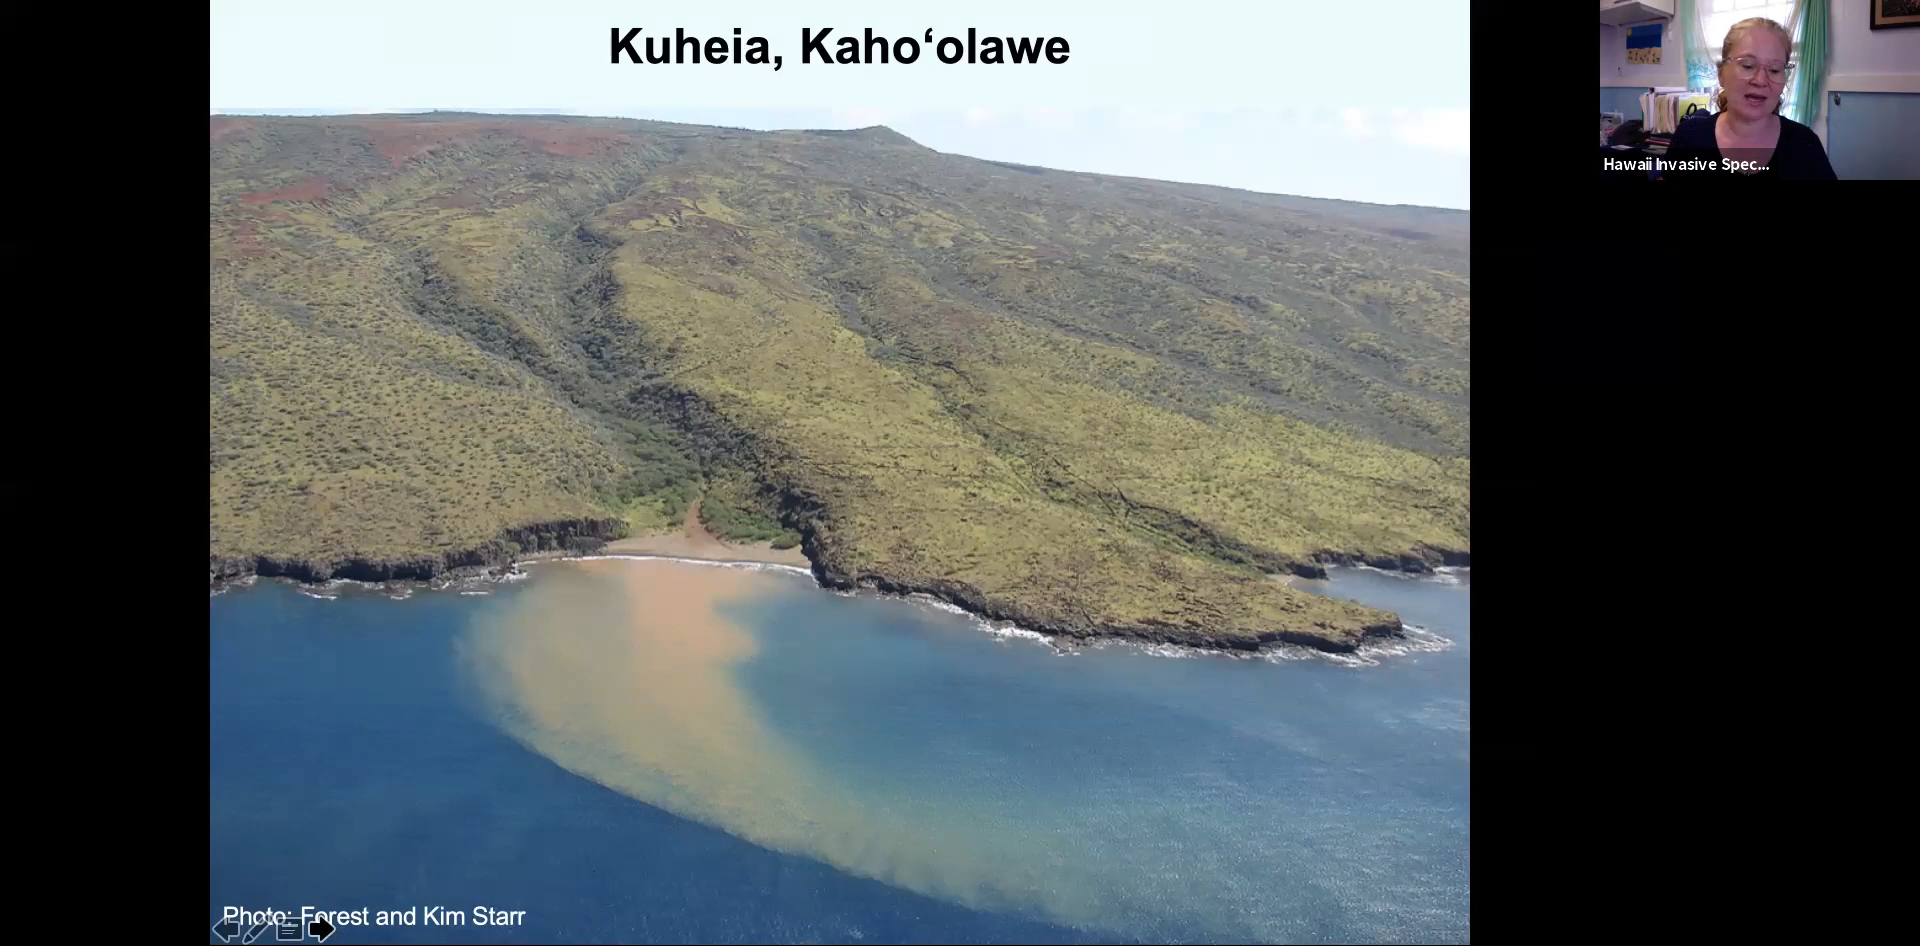 Kuheia, Kahoʻolawe
Hawaii Invasive Spec...
Photo: Forest and Kim Starr